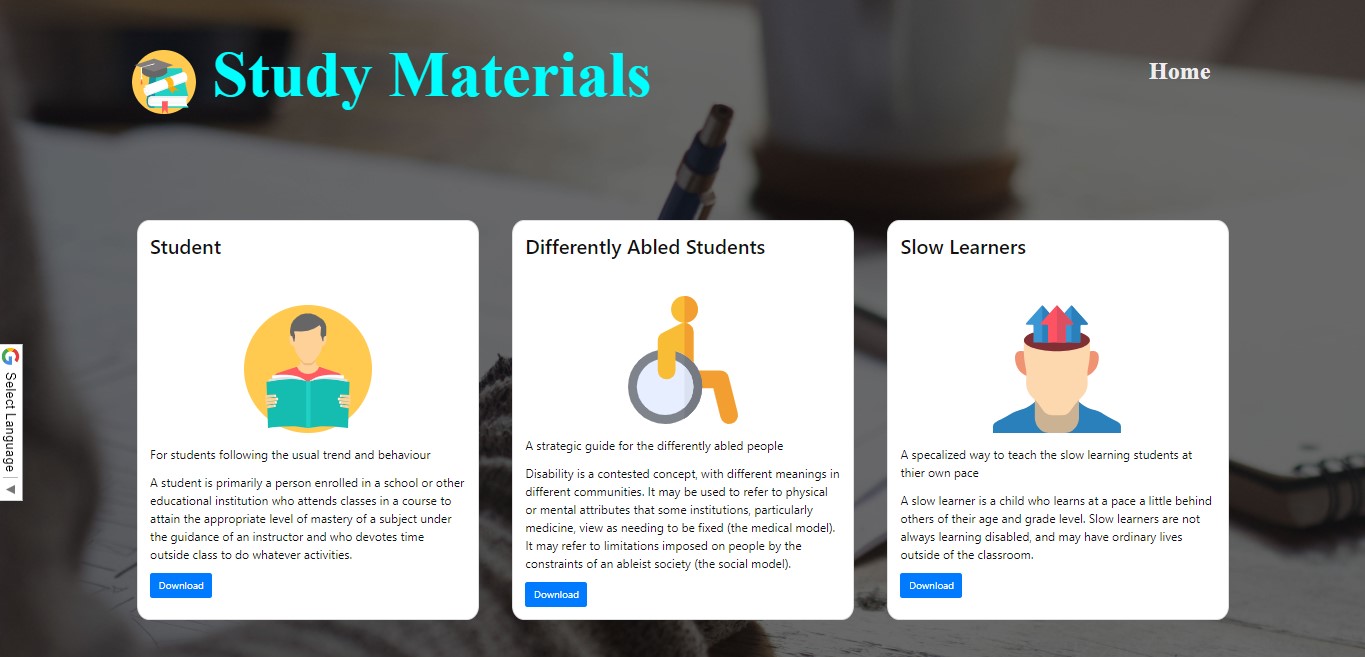 Study Materials
Home
Student
For students following the usual trend and behaviour
A student is primarily a person enrolled in a school or other
educational institution who attends classes in a course to
attain the appropriate level of mastery of a subject under
the guidance of an instructor and who devotes time
outside class to do whatever activities.
Download
Differently Abled Students
A strategic guide for the differently abled people
Disability is a contested concept, with different meanings in
different communities. It may be used to refer to physical
or mental attributes that some institutions, particularly
medicine, view as needing to be fixed (the medical model).
It may refer to limitations imposed on people by the
constraints of an ableist society (the social model).
Download
Slow Learners
A specalized way to teach the slow learning students at
thier own pace
A slow learner is a child who learns at a pace a little behind
others of their age and grade level. Slow learners are not
always learning disabled, and may have ordinary lives
outside of the classroom.
Download
Select Language